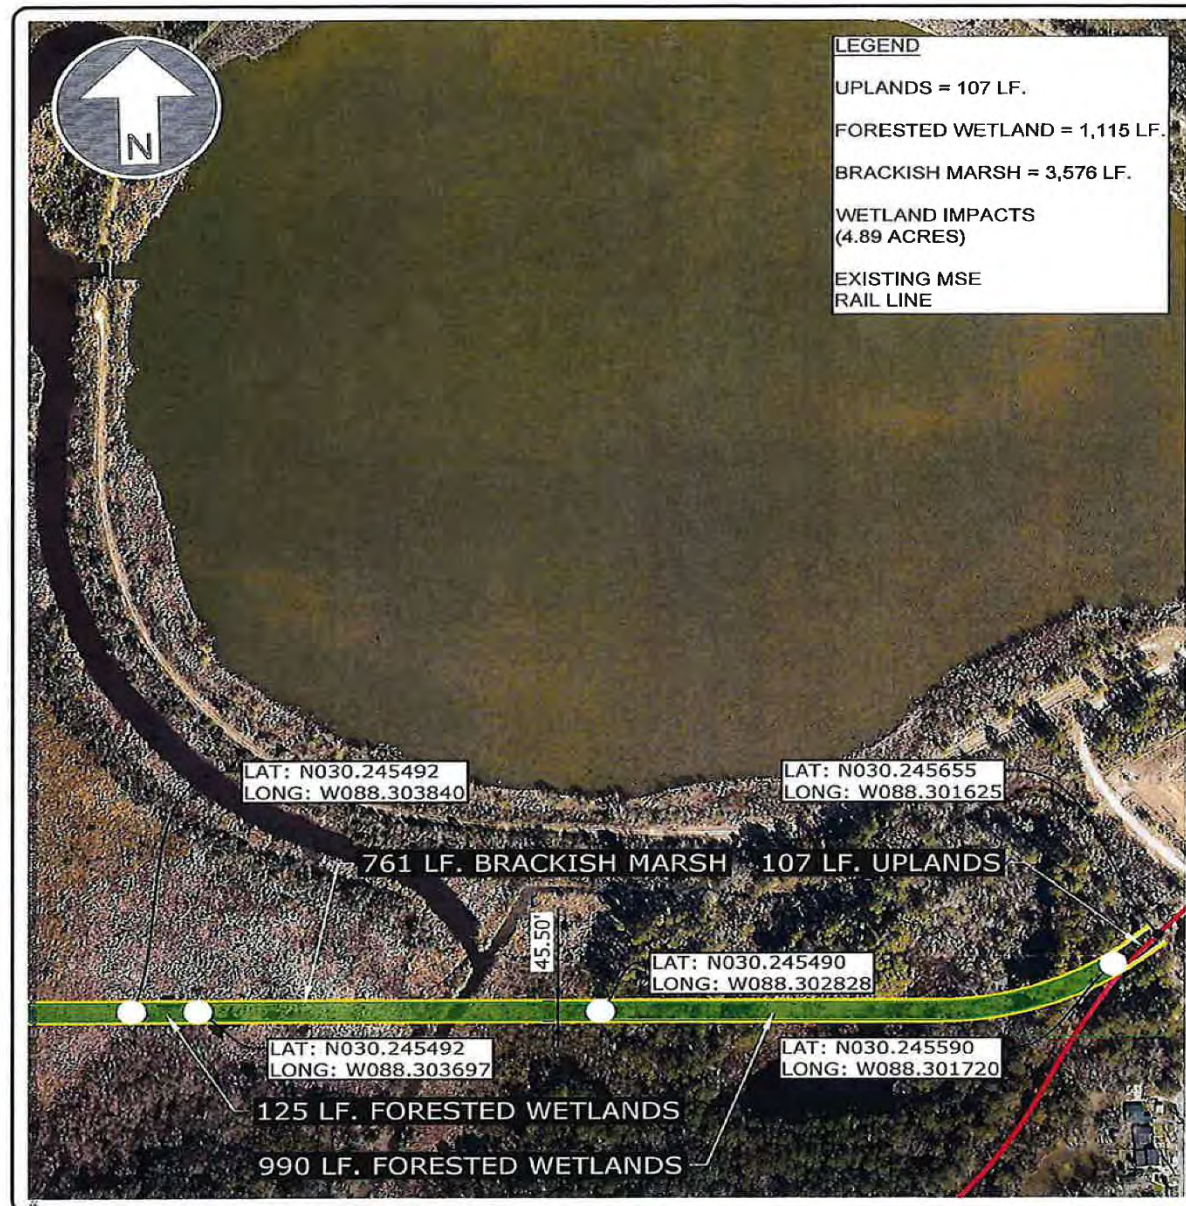 N
LEGEND
UPLANDS = 107 LF.
FORESTED WETLAND = 1,115 LF.
BRACKISH MARSH = 3,576 LF.
WETLAND IMPACTS
(4.89 ACRES)
EXISTING MSE
RAIL LINE
LAT: N030.245492
LONG: W088.303840
LAT: N030.245655
LONG: W088.301625
761 LF. BRACKISH MARSH
107 LF. UPLANDS
45.50'
LAT: N030.245490
LONG: W088.302828
LAT: N030.245492
LONG: W088.303697
LAT: N030.245590
LONG: W088.301720
125 LF. FORESTED WETLANDS
990 LF. FORESTED WETLANDS